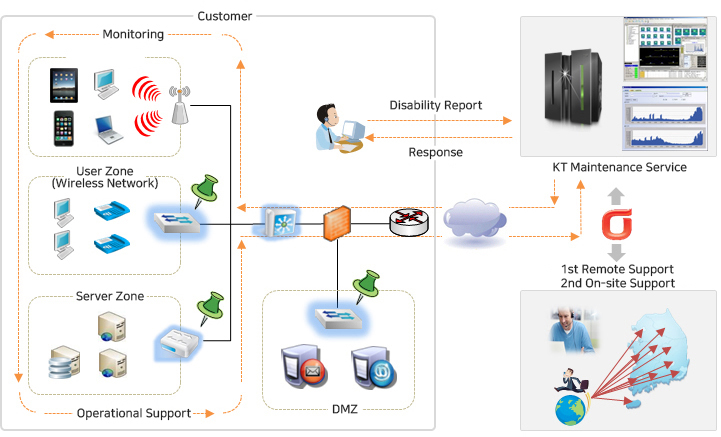 Customer
Monitoring
Disability Report
Response
KT Maintenance Service
User Zone
(Wireless Network)
1st Remote Support
2nd On-site Support
Server Zone
Operational Support
DMZ